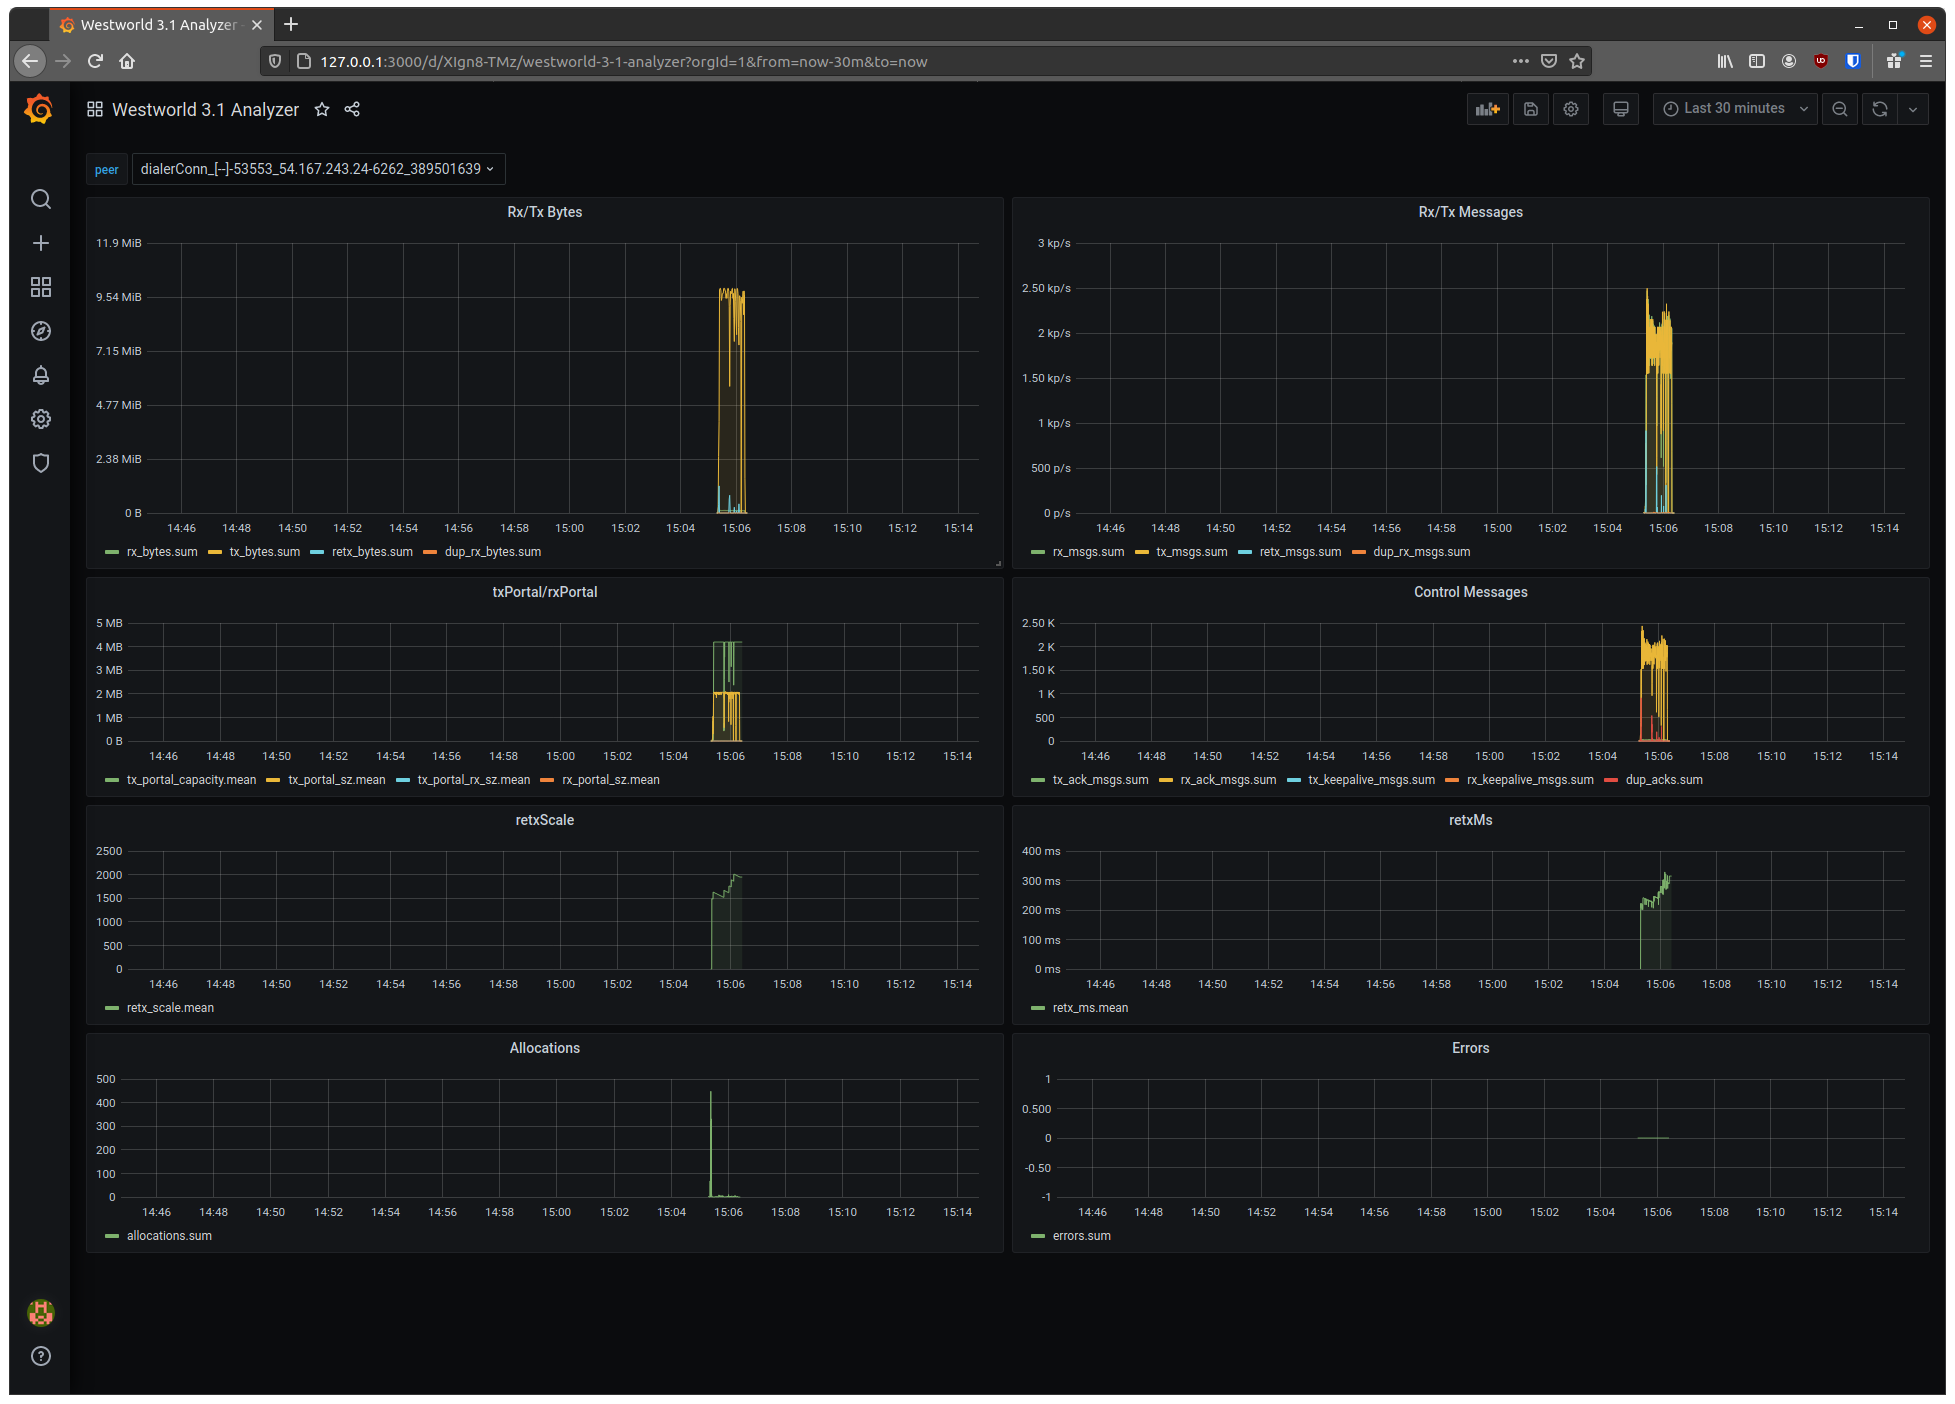 Westworld 3.1 Analyzer
127.0.0.1:3000/d/XIgn8-TMz/westworld-3-1-analyzer?orgId=1&from=now-30m&to=now
Westworld 3.1 Analyzer
Last 30 minutes
peer dialerConn_[--]-53553_54.167.243.24-6262_389501639
Rx/Tx Bytes
11.9 MiB
9.54 MiB
7.15 MiB
4.77 MiB
2.38 MiB
0 B
14:46 14:48 14:50 14:52 14:54 14:56 14:58 15:00 15:02 15:04 15:06 15:08 15:10 15:12 15:14
rx_bytes.sum tx_bytes.sum retx_bytes.sum dup_rx_bytes.sum
Rx/Tx Messages
3 kp/s
2.50 kp/s
2 kp/s
1.50 kp/s
1 kp/s
500 p/s
0 p/s
14:46 14:48 14:50 14:52 14:54 14:56 14:58 15:00 15:02 15:04 15:06 15:08 15:10 15:12 15:14
rx_msgs.sum tx_msgs.sum retx_msgs.sum dup_rx_msgs.sum
txPortal/rxPortal
5 MB
4 MB
3 MB
2 MB
1 MB
0 B
14:46 14:48 14:50 14:52 14:54 14:56 14:58 15:00 15:02 15:04 15:06 15:08 15:10 15:12 15:14
tx_portal_capacity.mean tx_portal_sz.mean tx_portal_rx_sz.mean rx_portal_sz.mean
Control Messages
2.50 K
2 K
1.50 K
1 K
500
0
14:46 14:48 14:50 14:52 14:54 14:56 14:58 15:00 15:02 15:04 15:06 15:08 15:10 15:12 15:14
tx_ack_msgs.sum rx_ack_msgs.sum tx_keepalive_msgs.sum rx_keepalive_msgs.sum dup_acks.sum
retxScale
2500
2000
1500
1000
500
0
14:46 14:48 14:50 14:52 14:54 14:56 14:58 15:00 15:02 15:04 15:06 15:08 15:10 15:12 15:14
retx_scale.mean
retxMs
400 ms
300 ms
200 ms
100 ms
0 ms
14:46 14:48 14:50 14:52 14:54 14:56 14:58 15:00 15:02 15:04 15:06 15:08 15:10 15:12 15:14
retx_ms.mean
Allocations
500
400
300
200
100
0
14:46 14:48 14:50 14:52 14:54 14:56 14:58 15:00 15:02 15:04 15:06 15:08 15:10 15:12 15:14
allocations.sum
Errors
1
0.500
0
-0.50
-1
14:46 14:48 14:50 14:52 14:54 14:56 14:58 15:00 15:02 15:04 15:06 15:08 15:10 15:12 15:14
errors.sum